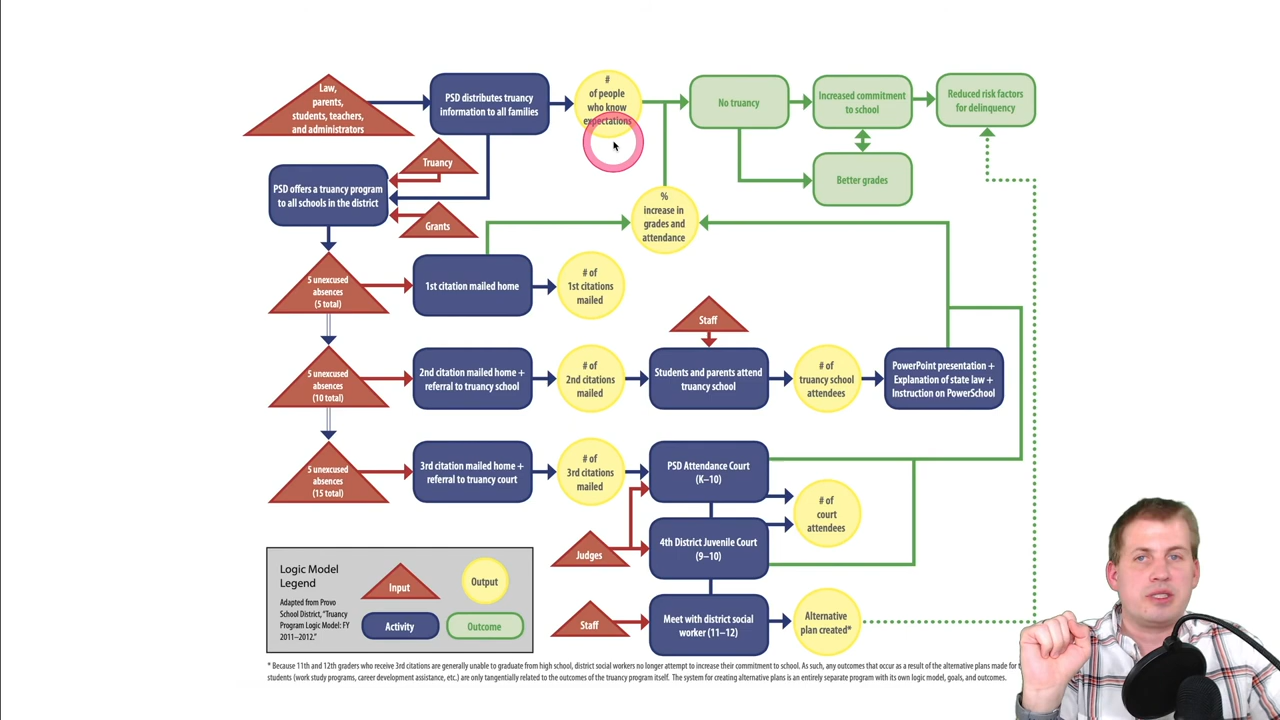 Law,
parents,
students, teachers,
and administrators
PSD distributes truancy
information to all families
#
of people
who know
expectations
No truancy
Increased commitment
to school
Reduced risk factors
for delinquency
Truancy
PSD offers a truancy program
to all schools in the district
Grants
Better grades
%
increase in
grades and
attendance
5 unexcused
absences
(5 total)
1st citation mailed home
# of
1st citations
mailed
Staff
5 unexcused
absences
(10 total)
2nd citation mailed home +
referral to truancy school
# of
2nd citations
mailed
Students and parents attend
truancy school
# of
truancy school
attendees
PowerPoint presentation +
Explanation of state law +
Instruction on PowerSchool
5 unexcused
absences
(15 total)
3rd citation mailed home +
referral to truancy court
# of
3rd citations
mailed
PSD Attendance Court
(K–10)
# of
court
attendees
Judges
4th District Juvenile Court
(9–10)
Staff
Meet with district social
worker (11–12)
Alternative
plan created*
Logic Model
Legend
Adapted from Provo
School District, “Truancy
Program Logic Model: FY
2011–2012.”
Input
Output
Activity
Outcome
* Because 11th and 12th graders who receive 3rd citations are generally unable to graduate from high school, district social workers no longer attempt to increase their commitment to school. As such, any outcomes that occur as a result of the alternative plans made for
students (work study programs, career development assistance, etc.) are only tangentially related to the outcomes of the truancy program itself. The system for creating alternative plans is an entirely separate program with its own logic model, goals, and outcomes.